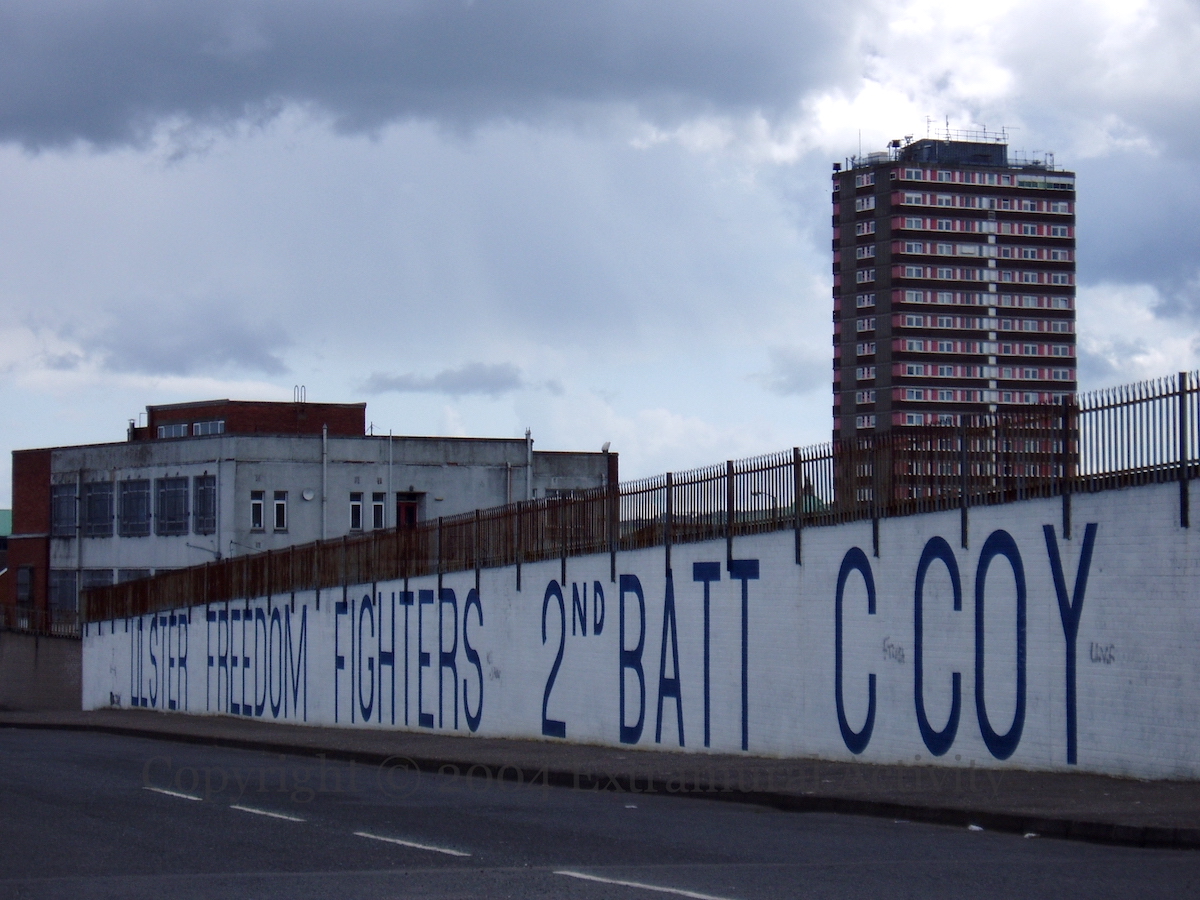 ULSTER FREEDOM FIGHTERS 2ND BATT C COY
Copyright © 2004 Extramural Activity